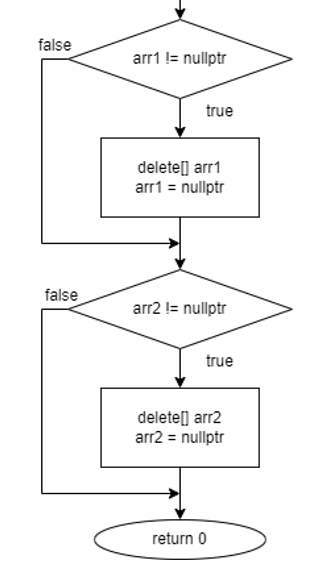 false
arr1 != nullptr
true
delete[] arr1
arr1 = nullptr
false
arr2 != nullptr
true
delete[] arr2
arr2 = nullptr
return 0